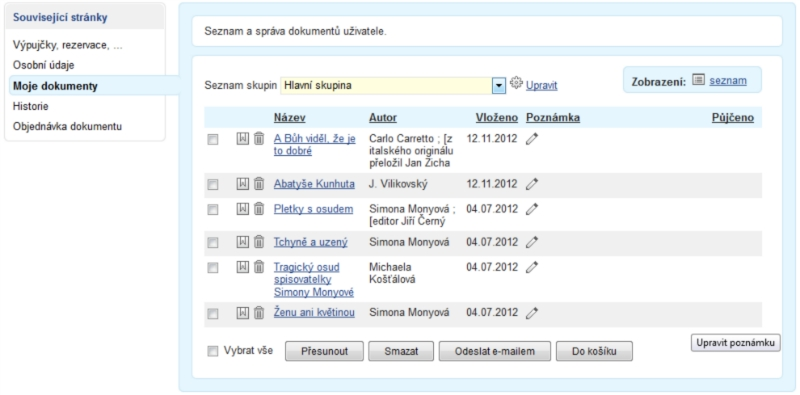 Související stránky
Výpujčky, rezervace, ...
Osobní údaje
Moje dokumenty
Historie
Objednávka dokumentu
Seznam a správa dokumentů uživatele.
Seznam skupin Hlavní skupina Upravit
Zobrazení: seznam
Název Autor Vloženo Poznámka Půjčeno
A Bůh viděl, že je Carlo Carretto ; [z 12.11.2012
to dobré italského originálu
přeložil Jan Zicha
Abatyše Kunhuta J. Vilikovský 12.11.2012
Pletky s osudem Simona Monyová ; 04.07.2012
[editor Jiří Černý
Tchyně a uzený Simona Monyová 04.07.2012
Tragický osud Michaela 04.07.2012
spisovatelky Košťálová
Simony Monyové
Ženu ani květinou Simona Monyová 04.07.2012
Vybrat vše Přesunout Smazat Odeslat e-mailem Do košíku
Upravit poznámku